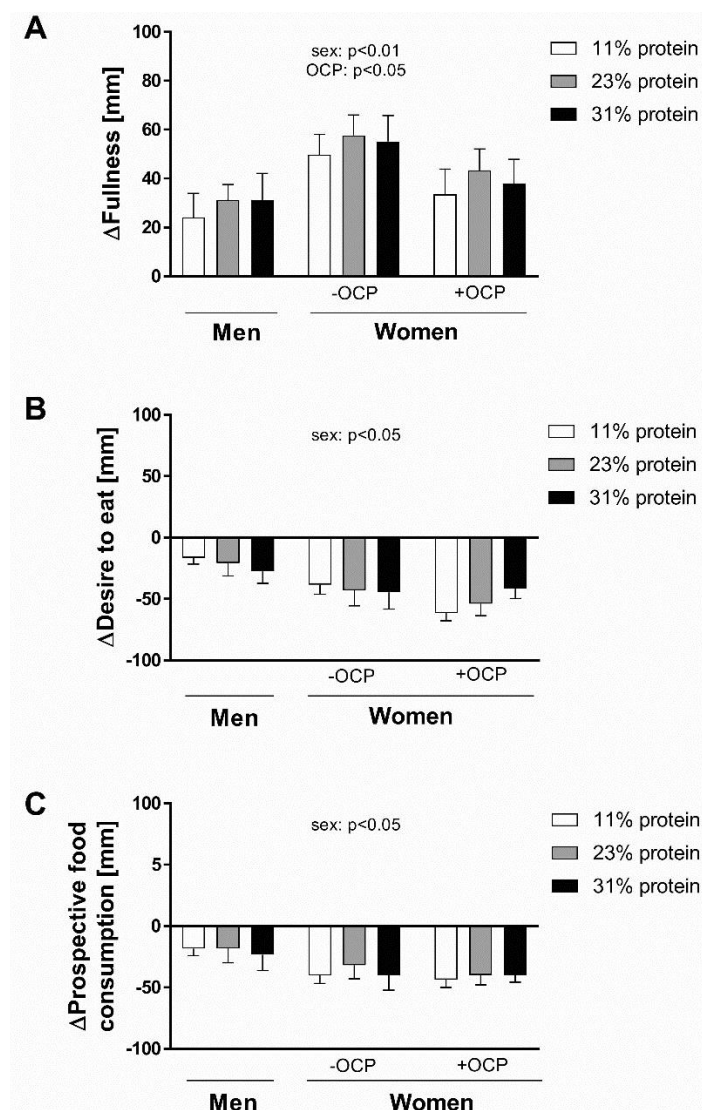 A
100
80
60
40
20
0
ΔFullness [mm]
sex: p<0.01
OCP: p<0.05
11% protein
23% protein
31% protein
-OCP
+OCP
Men
Women
B
100
50
0
-50
-100
ΔDesire to eat [mm]
sex: p<0.05
11% protein
23% protein
31% protein
-OCP
+OCP
Men
Women
C
100
5
0
-50
-100
ΔProspective food
consumption [mm]
sex: p<0.05
11% protein
23% protein
31% protein
-OCP
+OCP
Men
Women